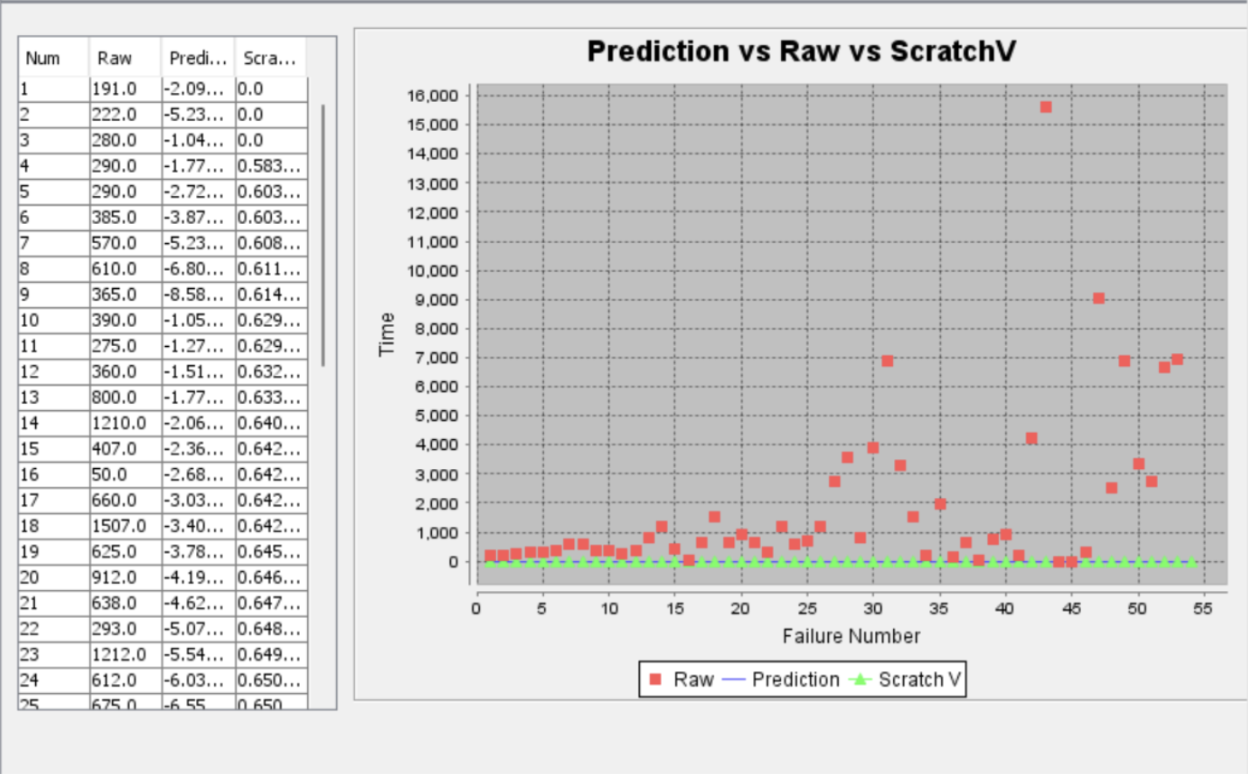 Num Raw Predi... Scra...
1 191.0 -2.09... 0.0
2 222.0 -5.23... 0.0
3 280.0 -1.04... 0.0
4 290.0 -1.77... 0.583...
5 290.0 -2.72... 0.603...
6 385.0 -3.87... 0.603...
7 570.0 -5.23... 0.608...
8 610.0 -6.80... 0.611...
9 365.0 -8.58... 0.614...
10 390.0 -1.05... 0.629...
11 275.0 -1.27... 0.629...
12 360.0 -1.51... 0.632...
13 800.0 -1.77... 0.633...
14 1210.0 -2.06... 0.640...
15 407.0 -2.36... 0.642...
16 50.0 -2.68... 0.642...
17 660.0 -3.03... 0.642...
18 1507.0 -3.40... 0.642...
19 625.0 -3.78... 0.645...
20 912.0 -4.19... 0.646...
21 638.0 -4.62... 0.647...
22 293.0 -5.07... 0.648...
23 1212.0 -5.54... 0.649...
24 612.0 -6.03... 0.650...
25 675.0 -6.55... 0.650...
Prediction vs Raw vs ScratchV
16,000
15,000
14,000
13,000
12,000
11,000
10,000
9,000
8,000
7,000
6,000
5,000
4,000
3,000
2,000
1,000
0
Time
0 5 10 15 20 25 30 35 40 45 50 55
Failure Number
Raw Prediction Scratch V